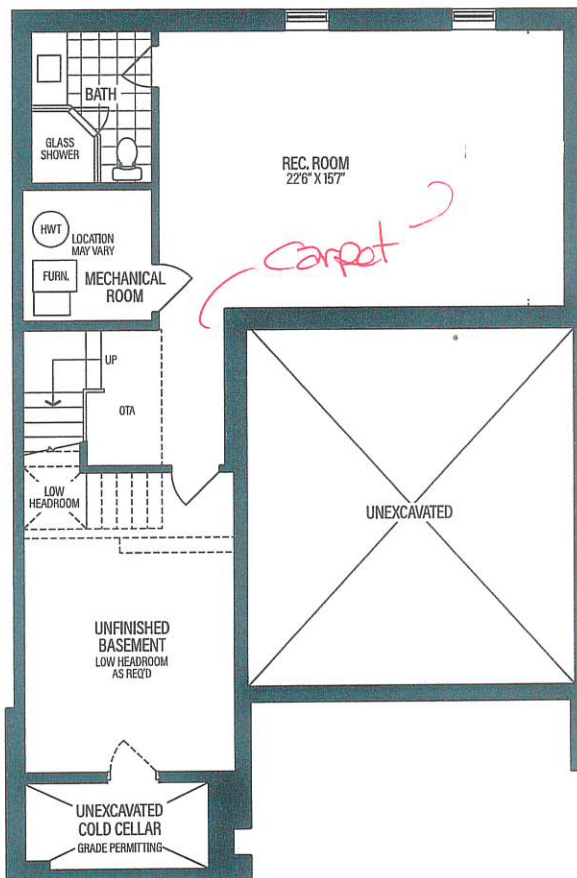 BATH
GLASS
SHOWER
REC. ROOM
22'6" X 15'7"
HWT
LOCATION
MAY VARY
FURN.
MECHANICAL
ROOM
Carpet
UP
OTA
LOW
HEADROOM
UNEXCAVATED
UNFINISHED
BASEMENT
LOW HEADROOM
AS REQ'D
UNEXCAVATED
COLD CELLAR
GRADE PERMITTING